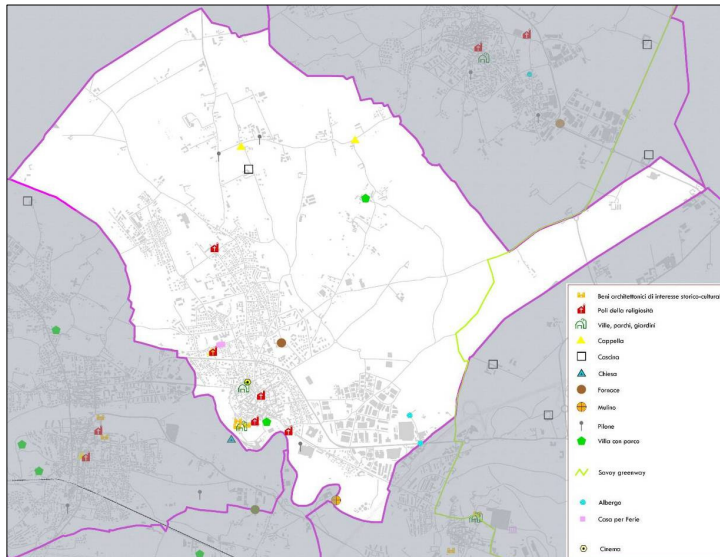 Beni architettonici di interesse storico-cultural
Poli della religiosità
Ville, parchi, giardini
Cappella
Cascina
Chiesa
Fornace
Mulino
Pilone
Villa con parco
Savoy greenway
Albergo
Casa per Ferie
Cinema